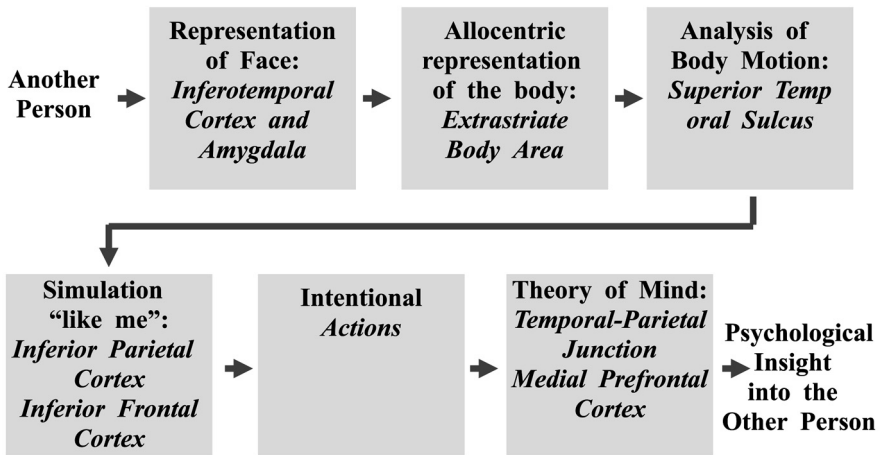 Another
Person
Representation
of Face:
Inferotemporal
Cortex and
Amygdala
Allocentric
representation
of the body:
Extrastriate
Body Area
Analysis of
Body Motion:
Superior Temp
oral Sulcus
Simulation
“like me”:
Inferior Parietal
Cortex
Inferior Frontal
Cortex
Intentional
Actions
Theory of Mind:
Temporal-Parietal
Junction
Medial Prefrontal
Cortex
Psychological
Insight
into the
Other Person